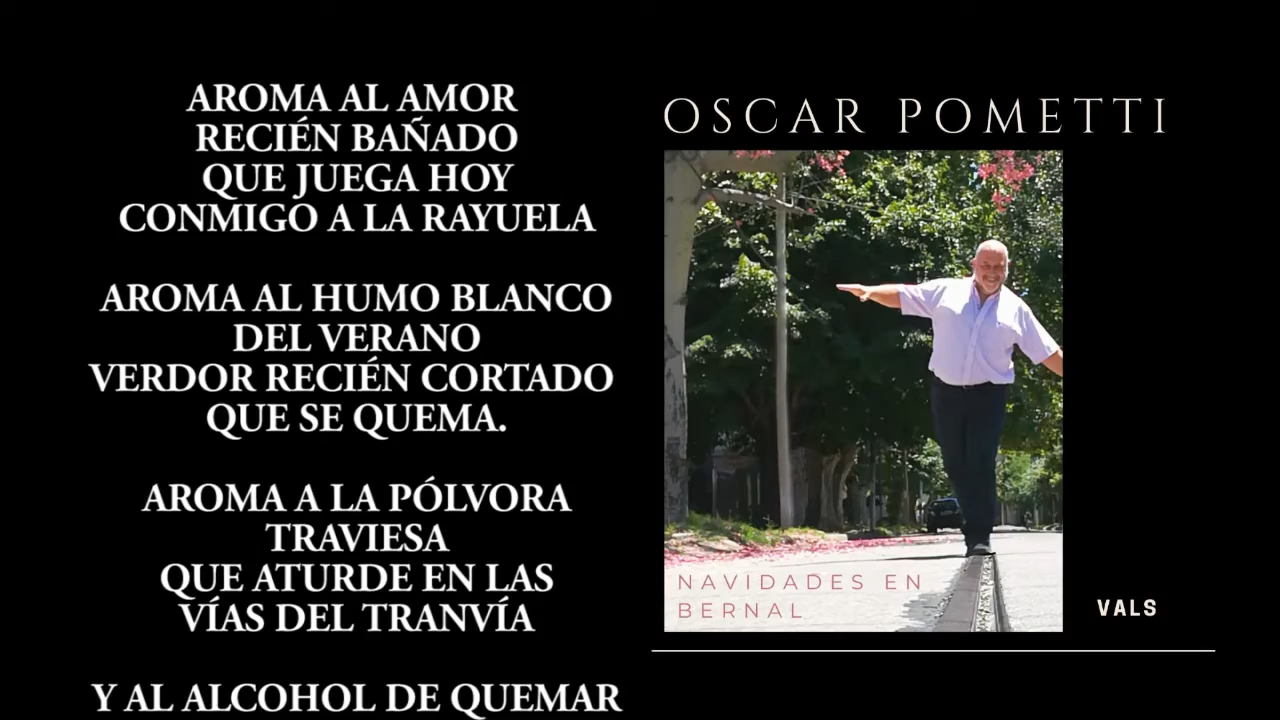 AROMA AL AMOR
RECIÉN BAÑADO
QUE JUEGA HOY
CONMIGO A LA RAYUELA
AROMA AL HUMO BLANCO
DEL VERANO
VERDOR RECIÉN CORTADO
QUE SE QUEMA.
AROMA A LA PÓLVORA
TRAVIESA
QUE ATURDE EN LAS
VÍAS DEL TRANVÍA
Y AL ALCOHOL DE QUEMAR
OSCAR POMETTI
NAVIDADES EN
BERNAL
VALS